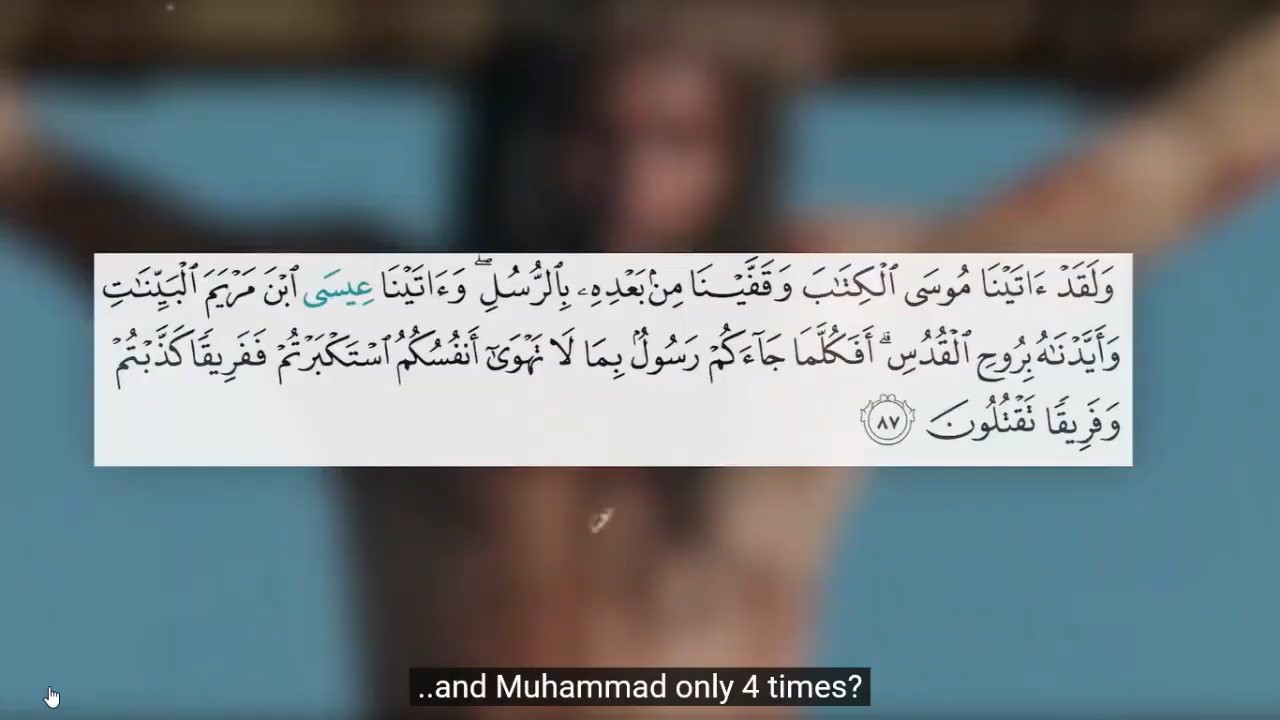 وَلَقَدْ ءَاتَيْنَا مُوسَى ٱلْكِتَٰبَ وَقَفَّيْنَا مِنۢ بَعْدِهِۦ بِٱلرُّسُلِ ۖ وَءَاتَيْنَا عِيسَى ٱبْنَ مَرْيَمَ ٱلْبَيِّنَٰتِ
وَأَيَّدْنَٰهُ بِرُوحِ ٱلْقُدُسِ ۗ أَفَكُلَّمَا جَآءَكُمْ رَسُولٌۢ بِمَا لَا تَهْوَىٰٓ أَنفُسُكُمُ ٱسْتَكْبَرْتُمْ فَفَرِيقًا كَذَّبْتُمْ
وَفَرِيقًا تَقْتُلُونَ ٨٧
..and Muhammad only 4 times?